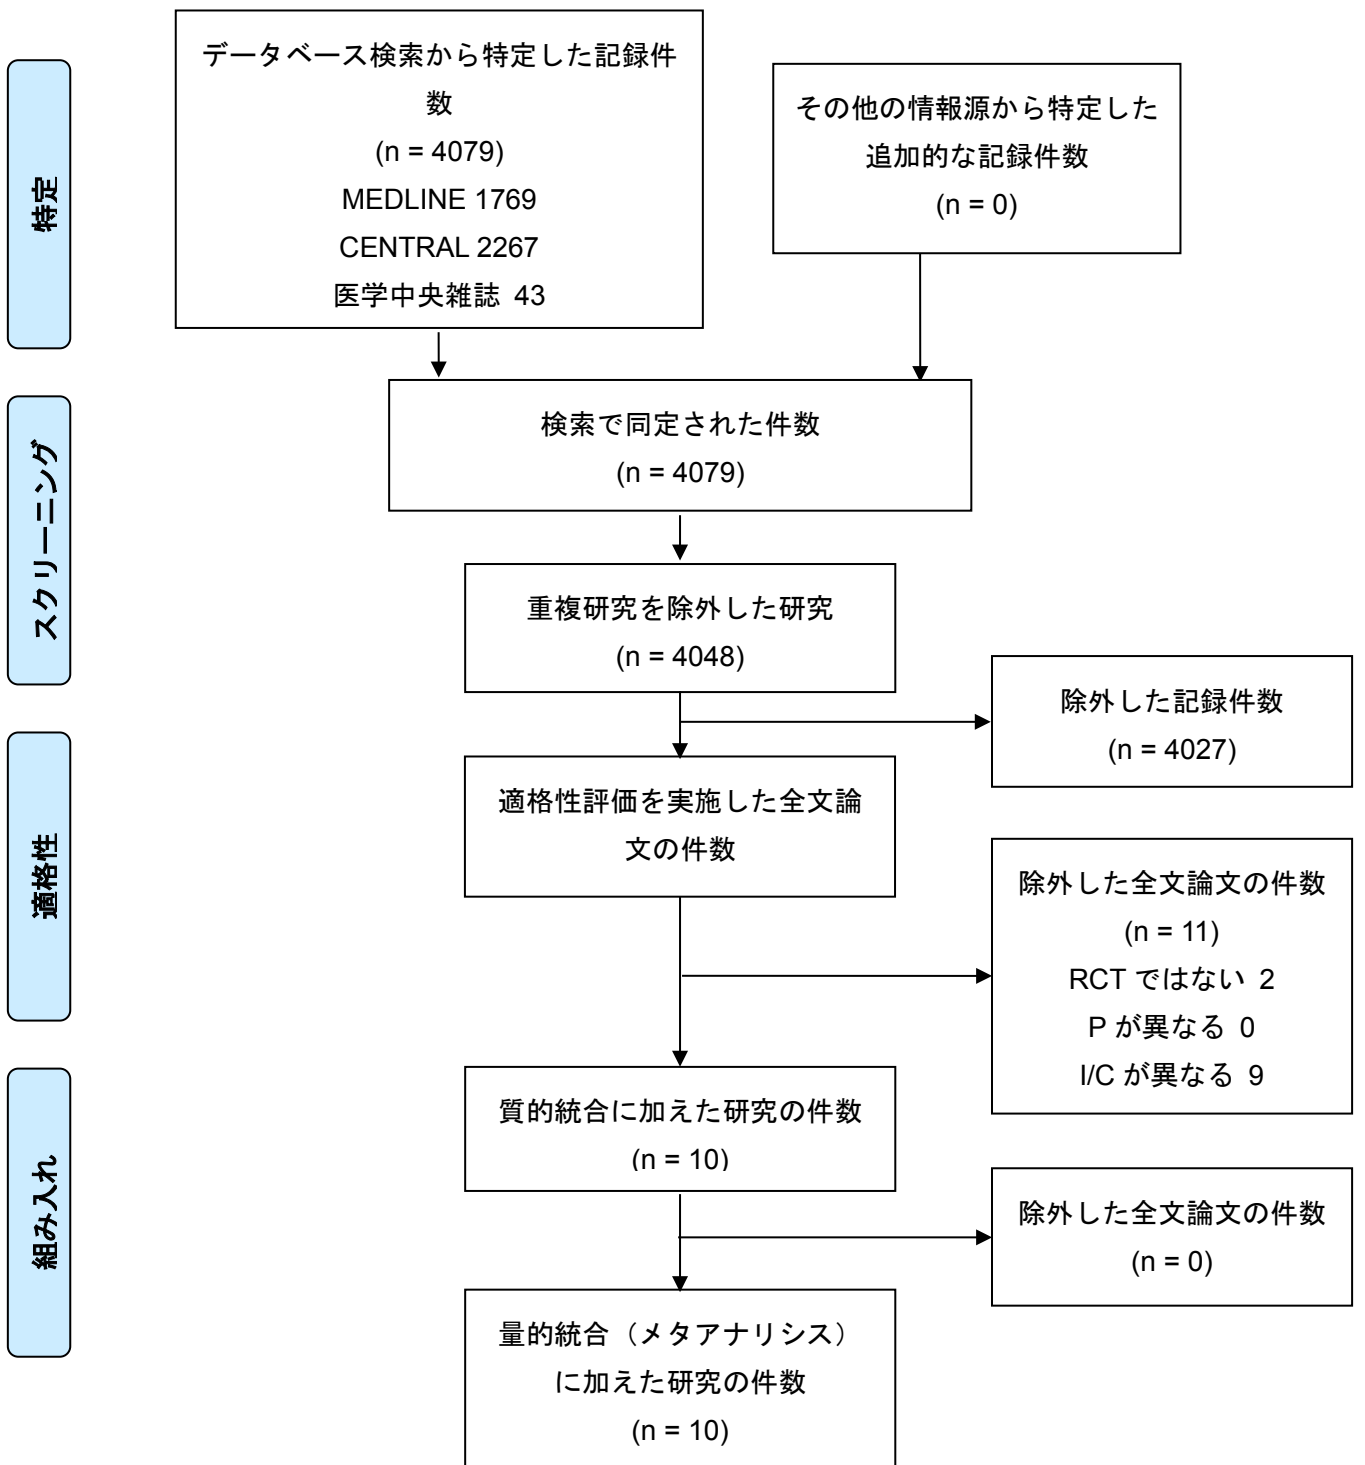 特定
データベース検索から特定した記録件
数
(n = 4079)
MEDLINE 1769
CENTRAL 2267
医学中央雑誌 43
その他の情報源から特定した
追加的な記録件数
(n = 0)
スクリーニング
検索で同定された件数
(n = 4079)
重複研究を除外した研究
(n = 4048)
除外した記録件数
(n = 4027)
適格性
適格性評価を実施した全文論
文の件数
除外した全文論文の件数
(n = 11)
RCT ではない 2
P が異なる 0
I/C が異なる 9
組み入れ
質的統合に加えた研究の件数
(n = 10)
除外した全文論文の件数
(n = 0)
量的統合（メタアナリシス）
に加えた研究の件数
(n = 10)